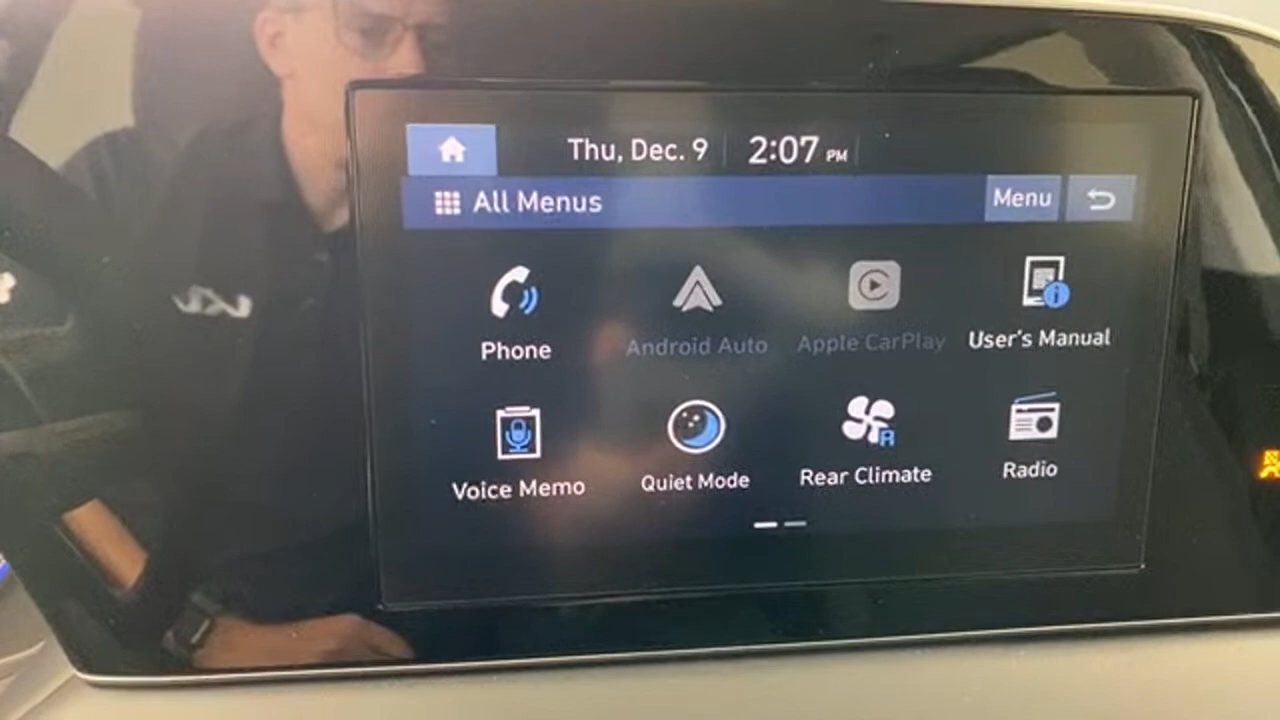 Thu, Dec. 9 2:07 PM
All Menus Menu
Phone Android Auto Apple CarPlay User's Manual
Voice Memo Quiet Mode Rear Climate Radio